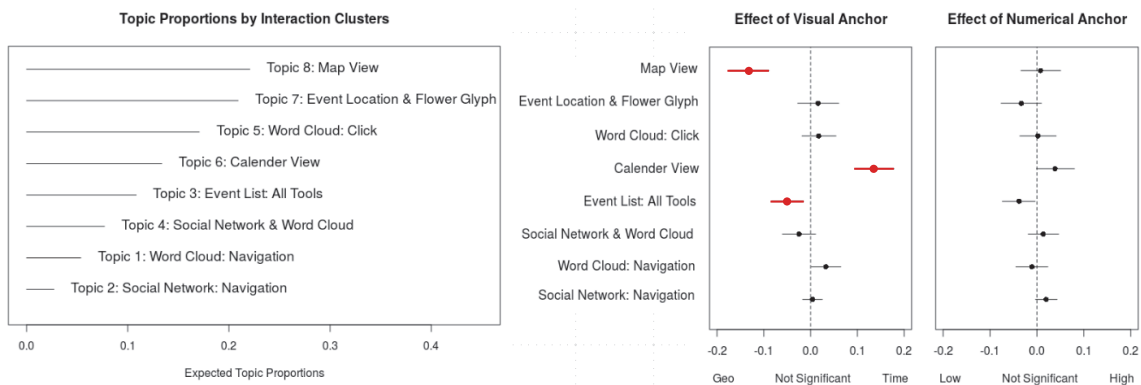 Topic Proportions by Interaction Clusters
Topic 8: Map View
Topic 7: Event Location & Flower Glyph
Topic 5: Word Cloud: Click
Topic 6: Calender View
Topic 3: Event List: All Tools
Topic 4: Social Network & Word Cloud
Topic 1: Word Cloud: Navigation
Topic 2: Social Network: Navigation
0.0 0.1 0.2 0.3 0.4
Expected Topic Proportions
Effect of Visual Anchor
Map View
Event Location & Flower Glyph
Word Cloud: Click
Calender View
Event List: All Tools
Social Network & Word Cloud
Word Cloud: Navigation
Social Network: Navigation
-0.2 -0.1 0.0 0.1 0.2
Geo Not Significant Time
Effect of Numerical Anchor
-0.2 -0.1 0.0 0.1 0.2
Low Not Significant High